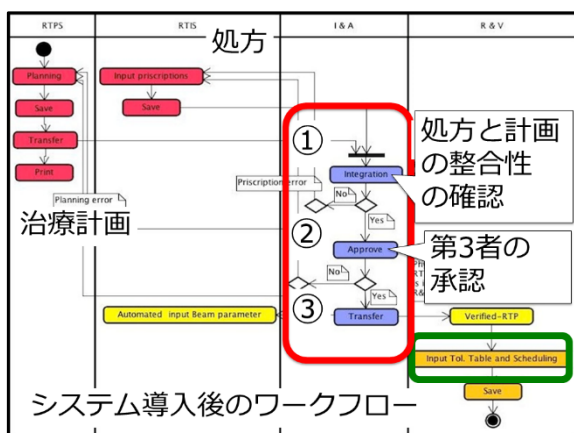 RTPS
RTIS
I & A
R & V
処方
Planning
Input priscriptions
Save
Save
Transfer
Print
①
処方と計画
の整合性
の確認
Integration
Priscription error
No
Yes
Planning error
治療計画
②
Approve
第3者の
承認
No
Yes
③
Automated input Beam parameter
Transfer
Verified-RTP
Input Tol. Table and Scheduling
Save
システム導入後のワークフロー